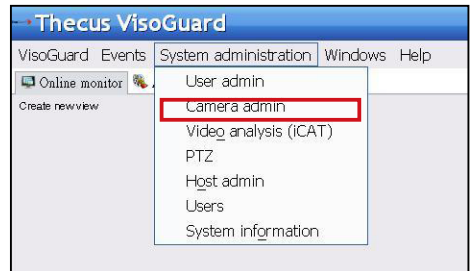 Thecus VisoGuard
VisoGuard Events System administration Windows Help
Online monitor
Create new view
User admin
Camera admin
Video analysis (iCAT)
PTZ
Host admin
Users
System information